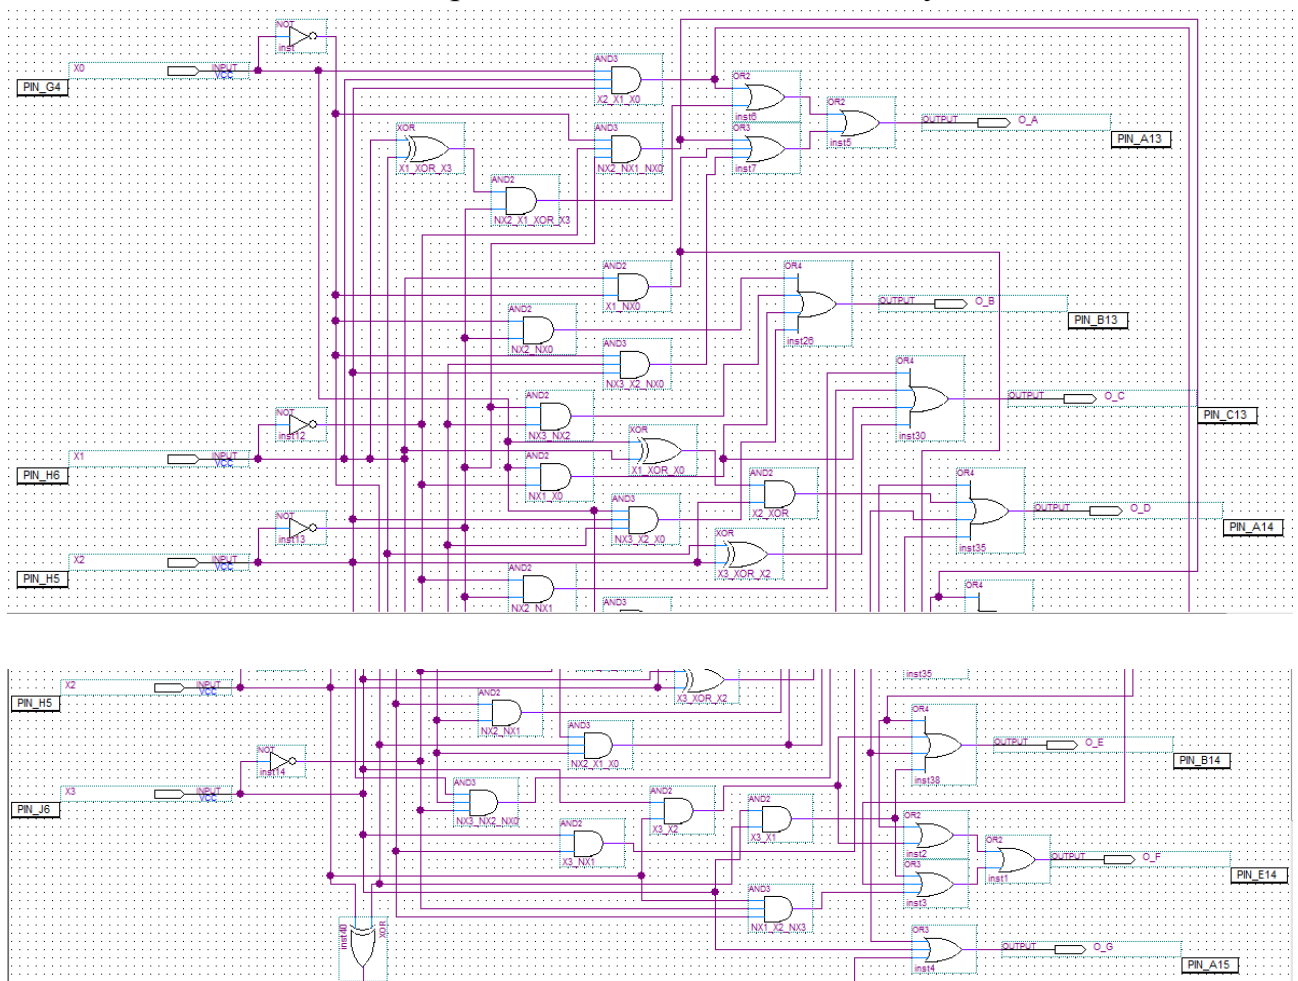 NOT
inst
X0
INPUT
VCC
PIN_G4
AND3
X2_X1_X0
OR2
inst6
OR2
inst5
OUTPUT
O_A
PIN_A13
XOR
X1_XOR_X3
AND3
NX2_NX1_NX0
OR3
inst7
AND2
NX2_X1_XOR_X3
AND2
X1_NX0
OR4
inst26
OUTPUT
O_B
PIN_B13
AND2
NX2_NX0
AND3
NX3_X2_NX0
OR4
inst30
OUTPUT
O_C
PIN_C13
AND2
NX3_NX2
NOT
inst12
XOR
X1_XOR_X0
X1
INPUT
VCC
PIN_H6
AND2
NX1_X0
AND2
X2_XOR
OR4
inst35
OUTPUT
O_D
PIN_A14
AND3
NX3_X2_X0
NOT
inst13
XOR
X3_XOR_X2
X2
INPUT
VCC
PIN_H5
AND2
NX2_NX1
AND3
OR4
X2
INPUT
VCC
PIN_H5
X3_XOR_X2
inst35
AND2
NX2_NX1
AND3
NX2_X1_X0
OR4
inst38
OUTPUT
O_E
PIN_B14
NOT
inst14
X3
INPUT
VCC
PIN_J6
AND3
NX3_NX2_NX0
AND2
X3_X2
AND2
X3_X1
AND2
X3_NX1
OR2
inst2
OR2
inst1
OUTPUT
O_F
PIN_E14
OR3
inst3
AND3
NX1_X2_NX3
XOR
inst40
OR3
inst4
OUTPUT
O_G
PIN_A15